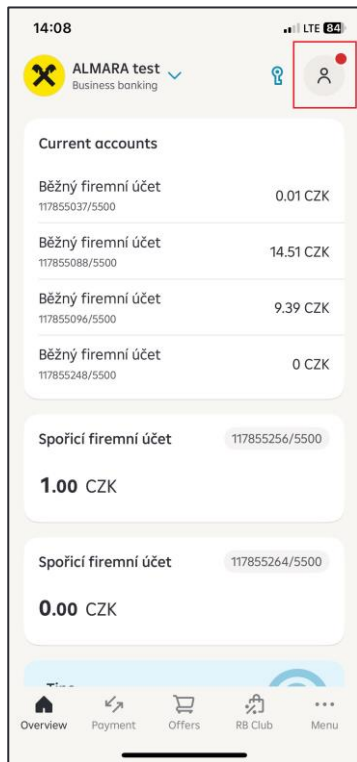 14:08 LTE 84
ALMARA test
Business banking
Current accounts
Běžný firemní účet
117855037/5500
0.01 CZK
Běžný firemní účet
117855088/5500
14.51 CZK
Běžný firemní účet
117855096/5500
9.39 CZK
Běžný firemní účet
117855248/5500
0 CZK
Spořicí firemní účet 117855256/5500
1.00 CZK
Spořicí firemní účet 117855264/5500
0.00 CZK
Overview Payment Offers RB Club Menu